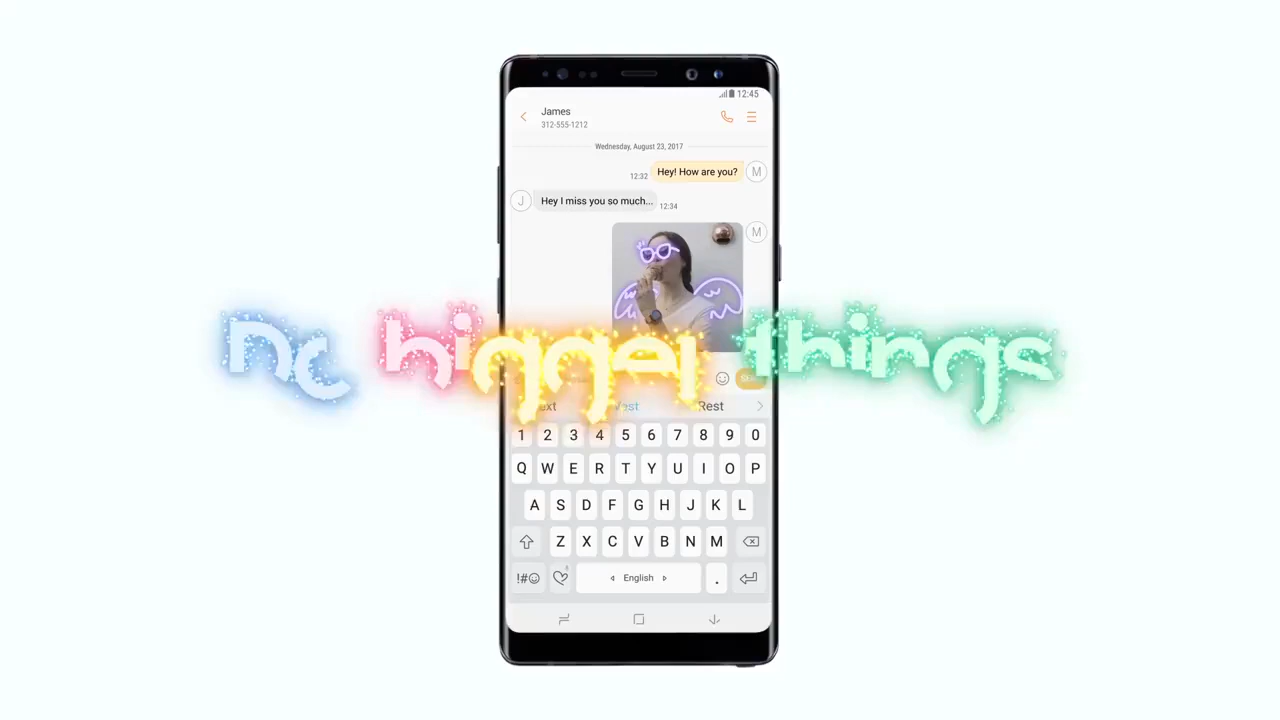 12:45
James
312-555-1212
Wednesday, August 23, 2017
12:32 Hey! How are you? M
J Hey I miss you so much... 12:34
M
bigger things
Rest
1 2 3 4 5 6 7 8 9 0
Q W E R T Y U I O P
A S D F G H J K L
Z X C V B N M
!#☺ English .